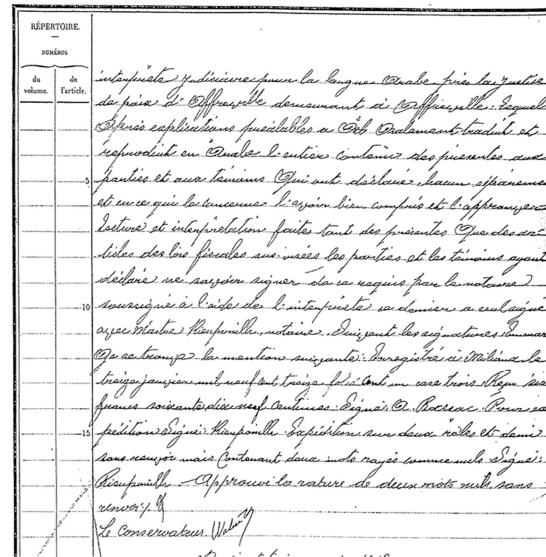 RÉPERTOIRE.
NUMÉROS
du volume.
de l'article.
interprète judiciaire pour la langue Arabe près la Justice
de paix d'Affreville demeurant à Affreville. Lequel
Après explications préalables a Oralement traduit et
reproduit en Arabe l'entier contenu des présentes aux
5
parties et aux témoins Qui ont déclaré chacun séparément
et en ce qui le concerne l'avoir bien compris et l'approuver
lecture et interprétation faites tant des présentes Que des ar-
ticles des lois fiscales sus visées les parties et les témoins ayant
déclaré ne savoir signer de ce requis par le notaire
10
soussigné à l'aide de l'interprète ce dernier a seul signé
avec Maître notaire. Suivent les signatures
se trouve la mention suivante: Enregistré à Miliana le
treize janvier mil neuf cent treize folio Cent un case trois. Reçu six
francs soixante dix neuf centimes. Signé: Pour ex
15
pédition Signé: Expédition sur deux rôles et demi
sans renvoi mais Contenant deux mots rayés comme nuls Signé:
Approuvé la rature de deux mots nuls, sans
renvoi
Le Conservateur